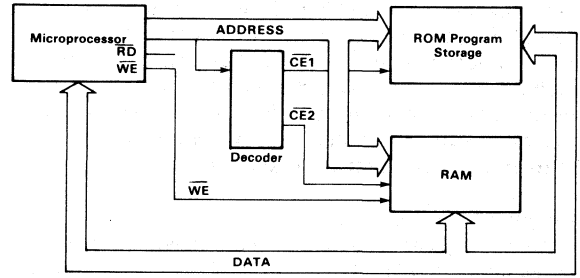 Microprocessor
RD
WE
ADDRESS
CE1
CE2
Decoder
WE
ROM Program
Storage
RAM
DATA